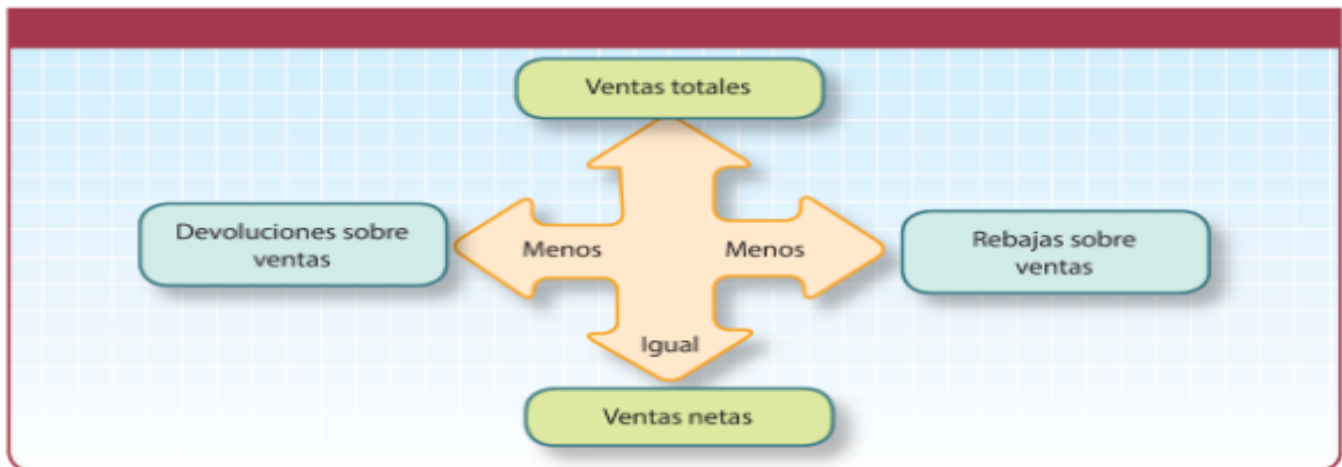 Ventas totales
Devoluciones sobre
ventas
Menos
Menos
Rebajas sobre
ventas
Igual
Ventas netas